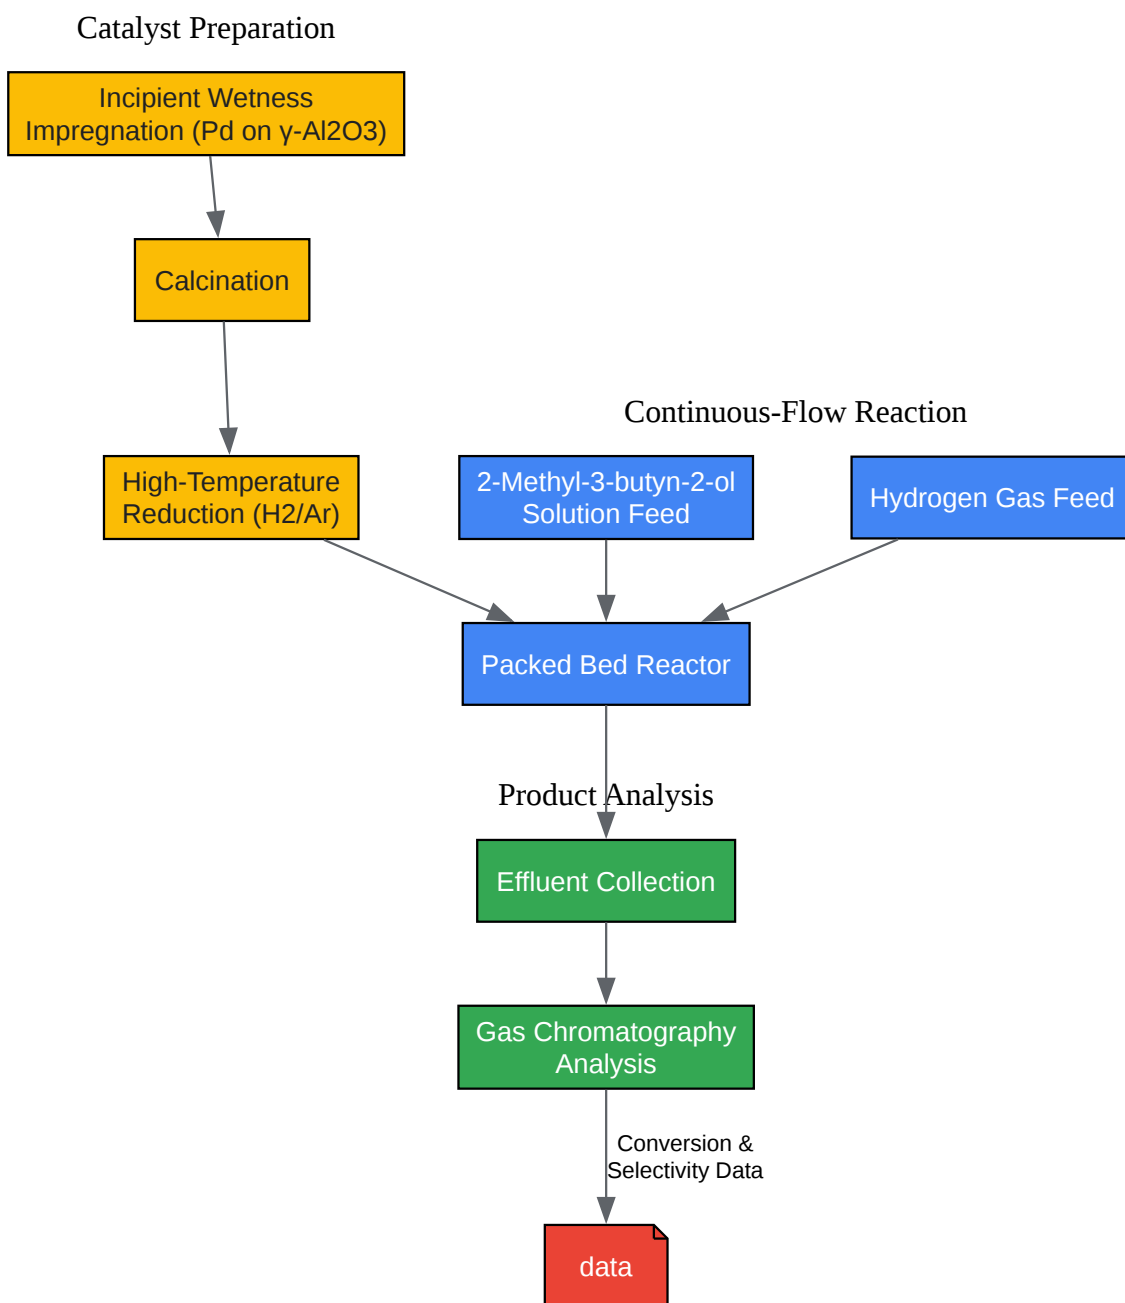 Catalyst Preparation
Incipient Wetness
Impregnation (Pd on γ-Al2O3)
Calcination
Continuous-Flow Reaction
High-Temperature
Reduction (H2/Ar)
2-Methyl-3-butyn-2-ol
Solution Feed
Hydrogen Gas Feed
Packed Bed Reactor
Product Analysis
Effluent Collection
Gas Chromatography
Analysis
Conversion &
Selectivity Data
data